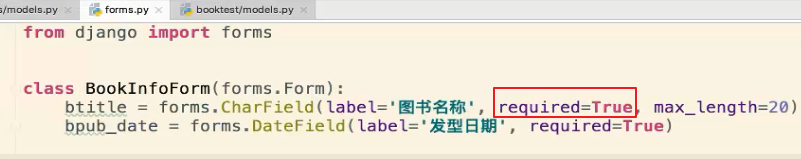 s/models.py × forms.py × booktest/models.py ×
from django import forms
class BookInfoForm(forms.Form):
btitle = forms.CharField(label='图书名称', required=True, max_length=20)
bpub_date = forms.DateField(label='发型日期', required=True)